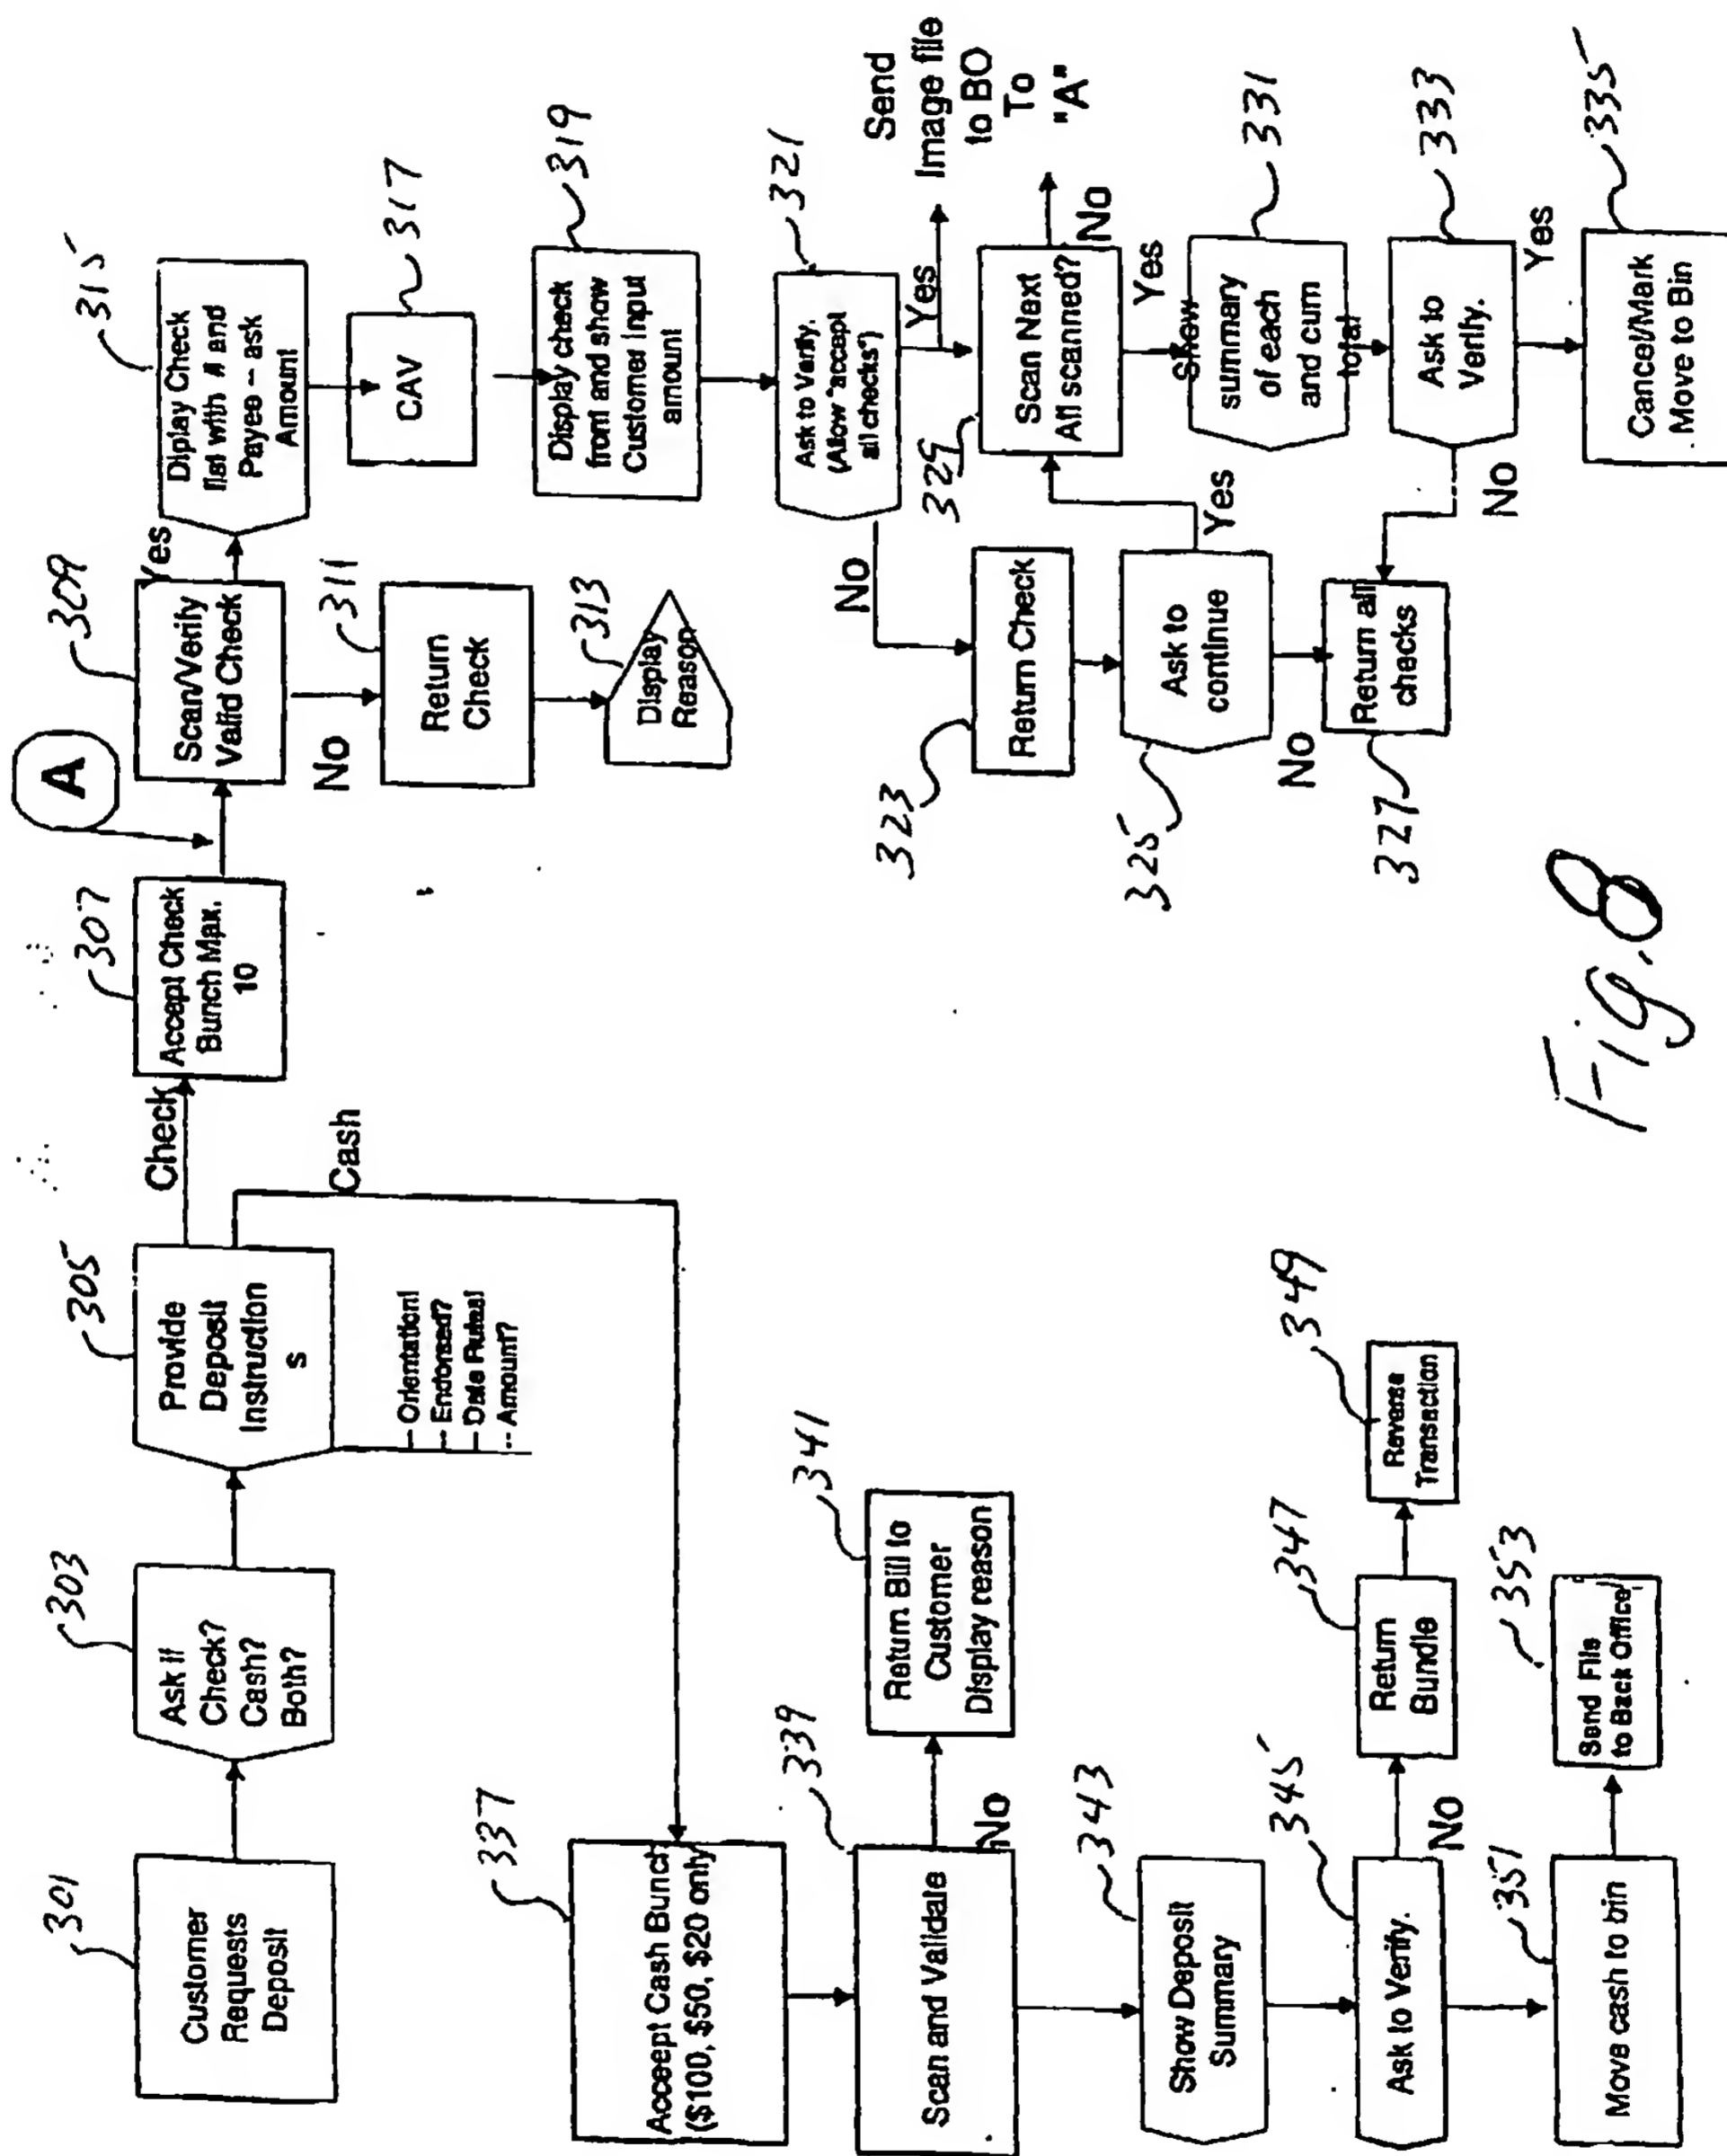 301
Customer
Requests
Deposit
303
Ask if
Check?
Cash?
Both?
305
Provide
Deposit
Instruction
s
-- Orientation!
-- Endorsed?
-- Date Rules!
-- Amount?
Check
Cash
307
Accept Check
Bunch Max.
10
A
309
Scan/Verify
Valid Check
Yes
No
311
Return
Check
313
Display
Reason
315
Diplay Check
list with # and
Payee -- ask
Amount
317
CAV
319
Display check
from and show
Customer Input
amount
321
Ask to Verify.
(Allow "accept
all checks")
Yes
Send
Image file
to BO
No
To
"A"
323
Return Check
325
Ask to
continue
Yes
No
327
Return all
checks
329
Scan Next
All scanned?
No
Yes
331
Show
summary
of each
and cum
total
333
Ask to
Verify.
No
Yes
335
Cancel/Mark
Move to Bin
337
Accept Cash Bunch
($100, $50, $20 only)
339
Scan and Validate
No
341
Return Bill to
Customer
Display reason
343
Show Deposit
Summary
345
Ask to Verify.
No
347
Return
Bundle
349
Reverse
Transaction
351
Move cash to bin
353
Send File
to Back Office
Fig. 8